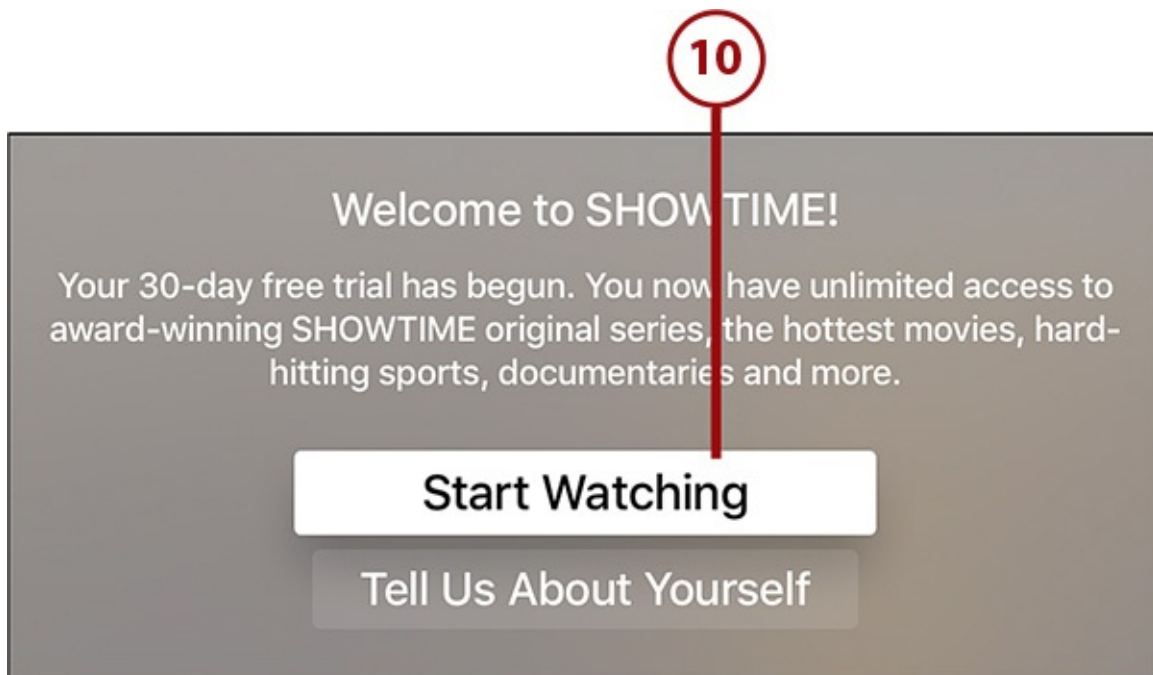 10
Welcome to SHOWTIME!
Your 30-day free trial has begun. You now have unlimited access to
award-winning SHOWTIME original series, the hottest movies, hard-
hitting sports, documentaries and more.
Start Watching
Tell Us About Yourself